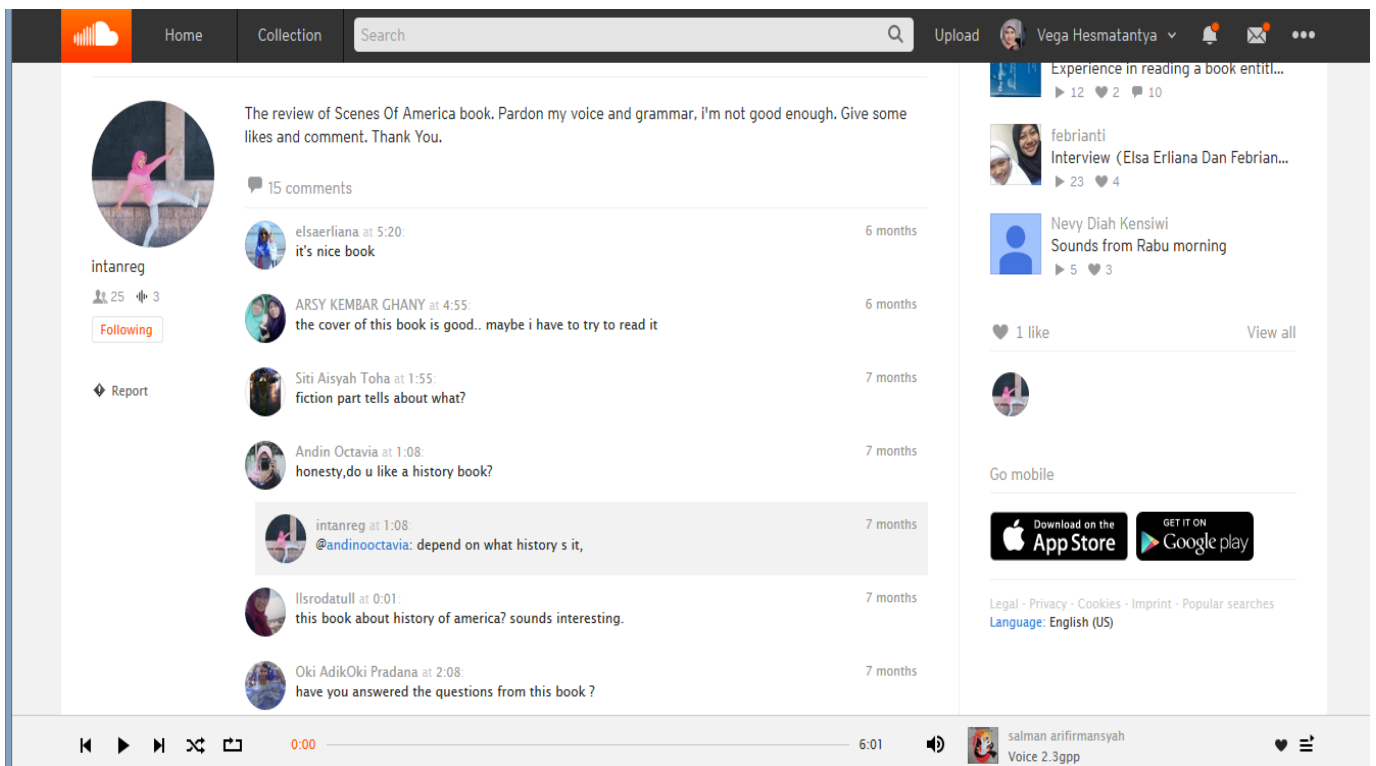 Home
Collection
Search
Upload
Vega Hesmatantya
The review of Scenes Of America book. Pardon my voice and grammar, i'm not good enough. Give some
likes and comment. Thank You.
15 comments
intanreg
25
3
Following
Report
elsaerliana at 5:20:
6 months
it's nice book
ARSY KEMBAR GHANY at 4:55:
6 months
the cover of this book is good.. maybe i have to try to read it
Siti Aisyah Toha at 1:55:
7 months
fiction part tells about what?
Andin Octavia at 1:08:
7 months
honesty,do u like a history book?
intanreg at 1:08:
7 months
@andinooctavia: depend on what history s it,
Ilsrodatull at 0:01:
7 months
this book about history of america? sounds interesting.
Oki AdikOki Pradana at 2:08:
7 months
have you answered the questions from this book ?
Experience in reading a book entitl...
12 2 10
febrianti
Interview (Elsa Erliana Dan Febrian...
23 4
Nevy Diah Kensiwi
Sounds from Rabu morning
5 3
1 like
View all
Go mobile
Download on the
App Store
GET IT ON
Google play
Legal - Privacy - Cookies - Imprint - Popular searches
Language: English (US)
0:00
6:01
salman arifirmansyah
Voice 2.3gpp